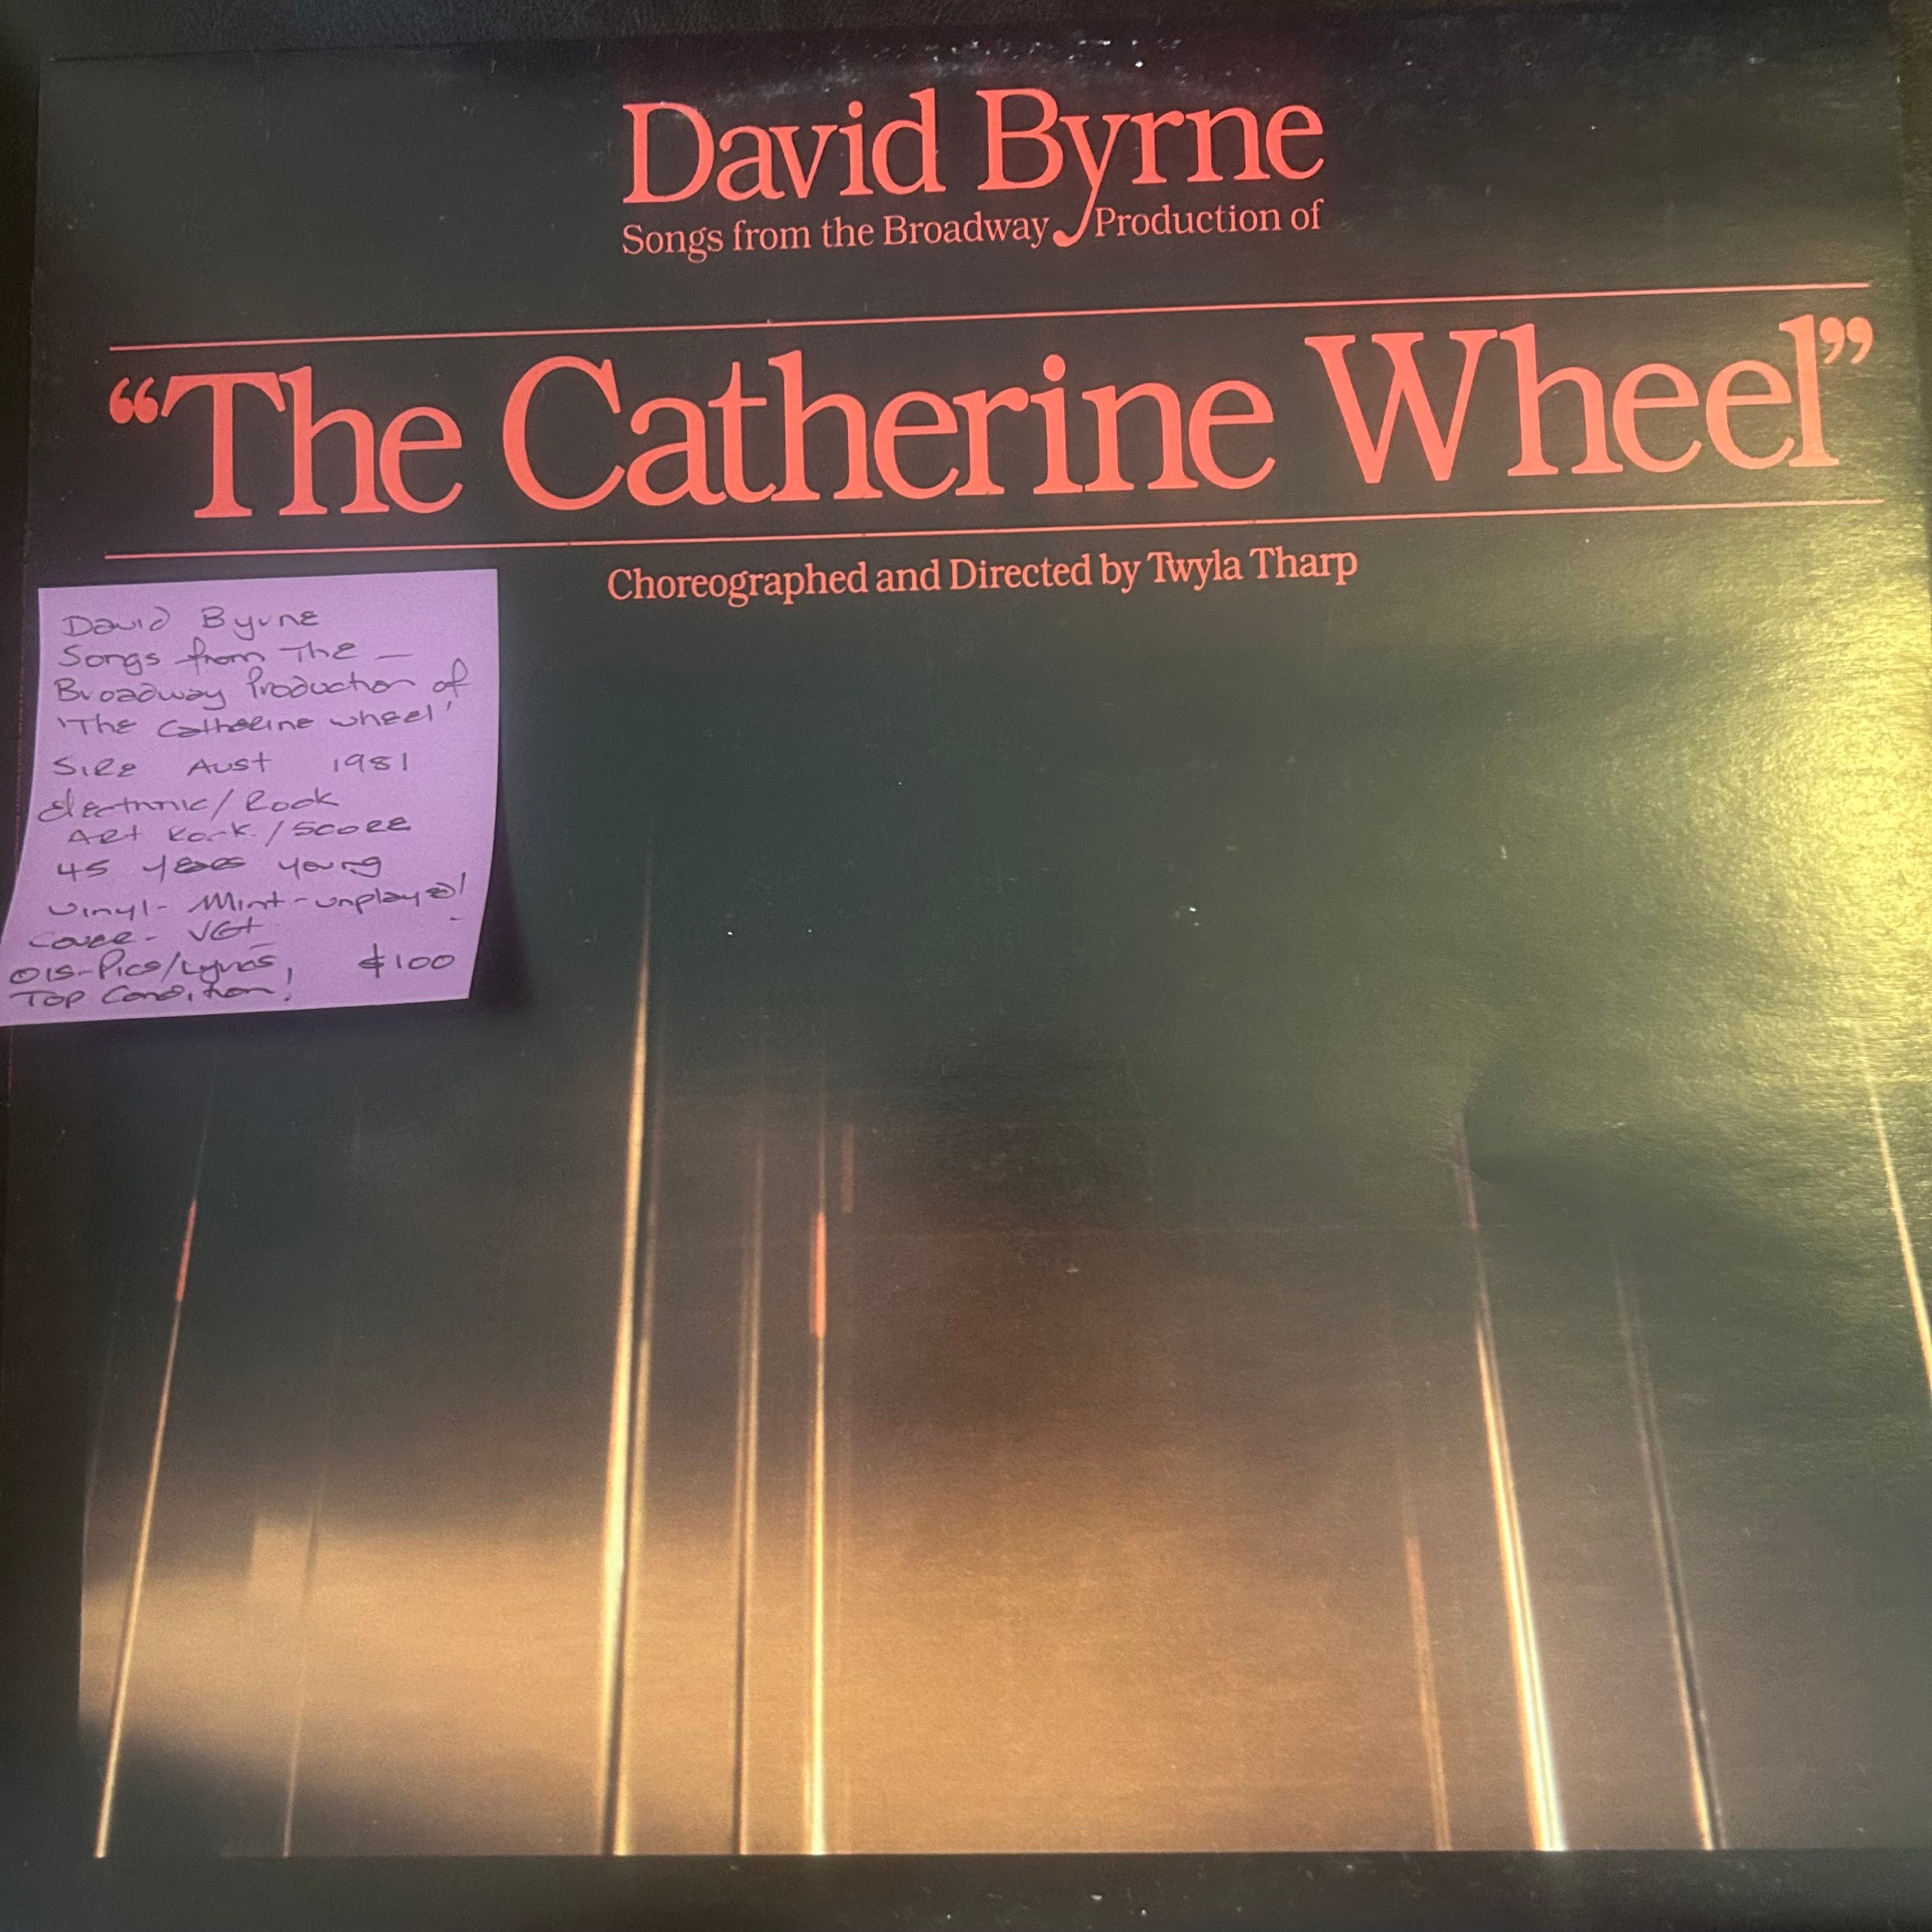 David Byrne
Songs from the Broadway Production of
“The Catherine Wheel”
Choreographed and Directed by Twyla Tharp
David Byrne
Songs from The —
Broadway Production of
'The Catherine wheel'
Sire Aust 1981
Electronic/Rock
Art Rock/Score
45 years young
Vinyl - Mint - unplayed!
Cover - VG+
OIS-Pics/Lyrics, $100
Top Condition!